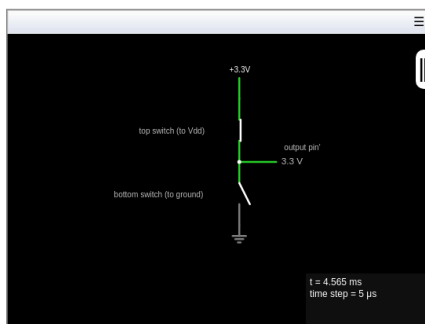 +3.3V
top switch (to Vdd)
output pin'
3.3 V
bottom switch (to ground)
t = 4.565 ms
time step = 5 μs